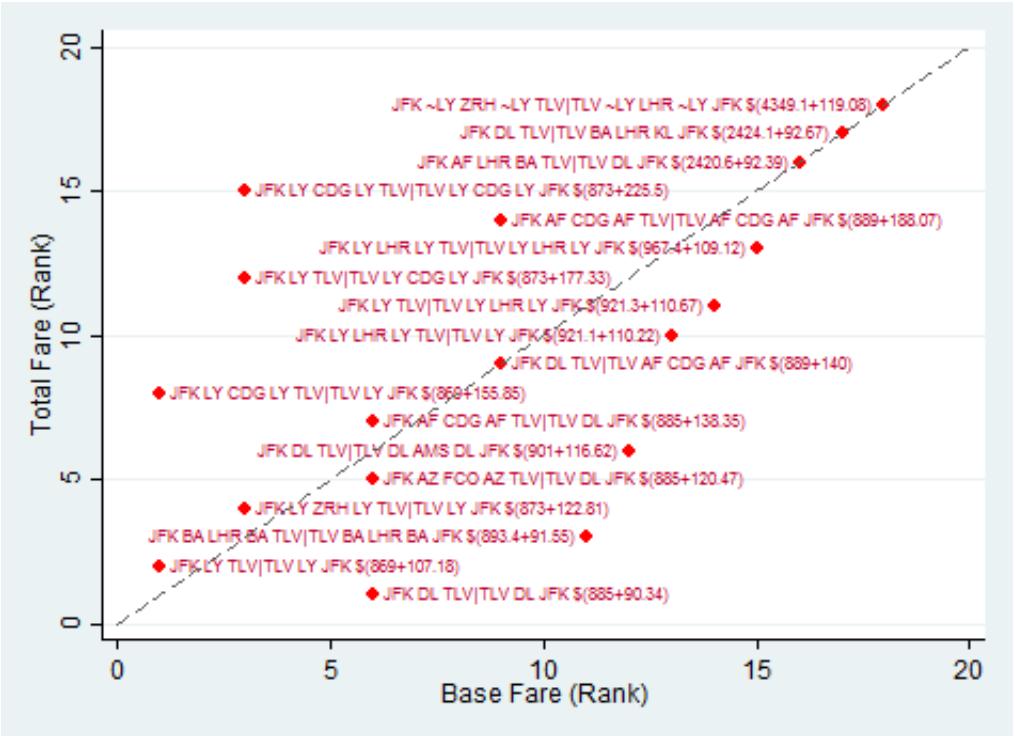 20
JFK ~LY ZRH ~LY TLV|TLV ~LY LHR ~LY JFK $(4349.1+119.08)
JFK DL TLV|TLV BA LHR KL JFK $(2424.1+92.67)
JFK AF LHR BA TLV|TLV DL JFK $(2420.6+92.39)
15
JFK LY CDG LY TLV|TLV LY CDG LY JFK $(873+225.5)
JFK AF CDG AF TLV|TLV AF CDG AF JFK $(889+188.07)
JFK LY LHR LY TLV|TLV LY LHR LY JFK $(967.4+109.12)
JFK LY TLV|TLV LY CDG LY JFK $(873+177.33)
JFK LY TLV|TLV LY LHR LY JFK $(921.3+110.67)
10
JFK LY LHR LY TLV|TLV LY JFK $(921.1+110.22)
JFK DL TLV|TLV AF CDG AF JFK $(889+140)
JFK LY CDG LY TLV|TLV LY JFK $(869+155.85)
JFK AF CDG AF TLV|TLV DL JFK $(885+138.35)
JFK DL TLV|TLV DL AMS DL JFK $(901+116.62)
5
JFK AZ FCO AZ TLV|TLV DL JFK $(885+120.47)
JFK LY ZRH LY TLV|TLV LY JFK $(873+122.81)
JFK BA LHR BA TLV|TLV BA LHR BA JFK $(893.4+91.55)
JFK LY TLV|TLV LY JFK $(869+107.18)
JFK DL TLV|TLV DL JFK $(885+90.34)
0
Total Fare (Rank)
0 5 10 15 20
Base Fare (Rank)